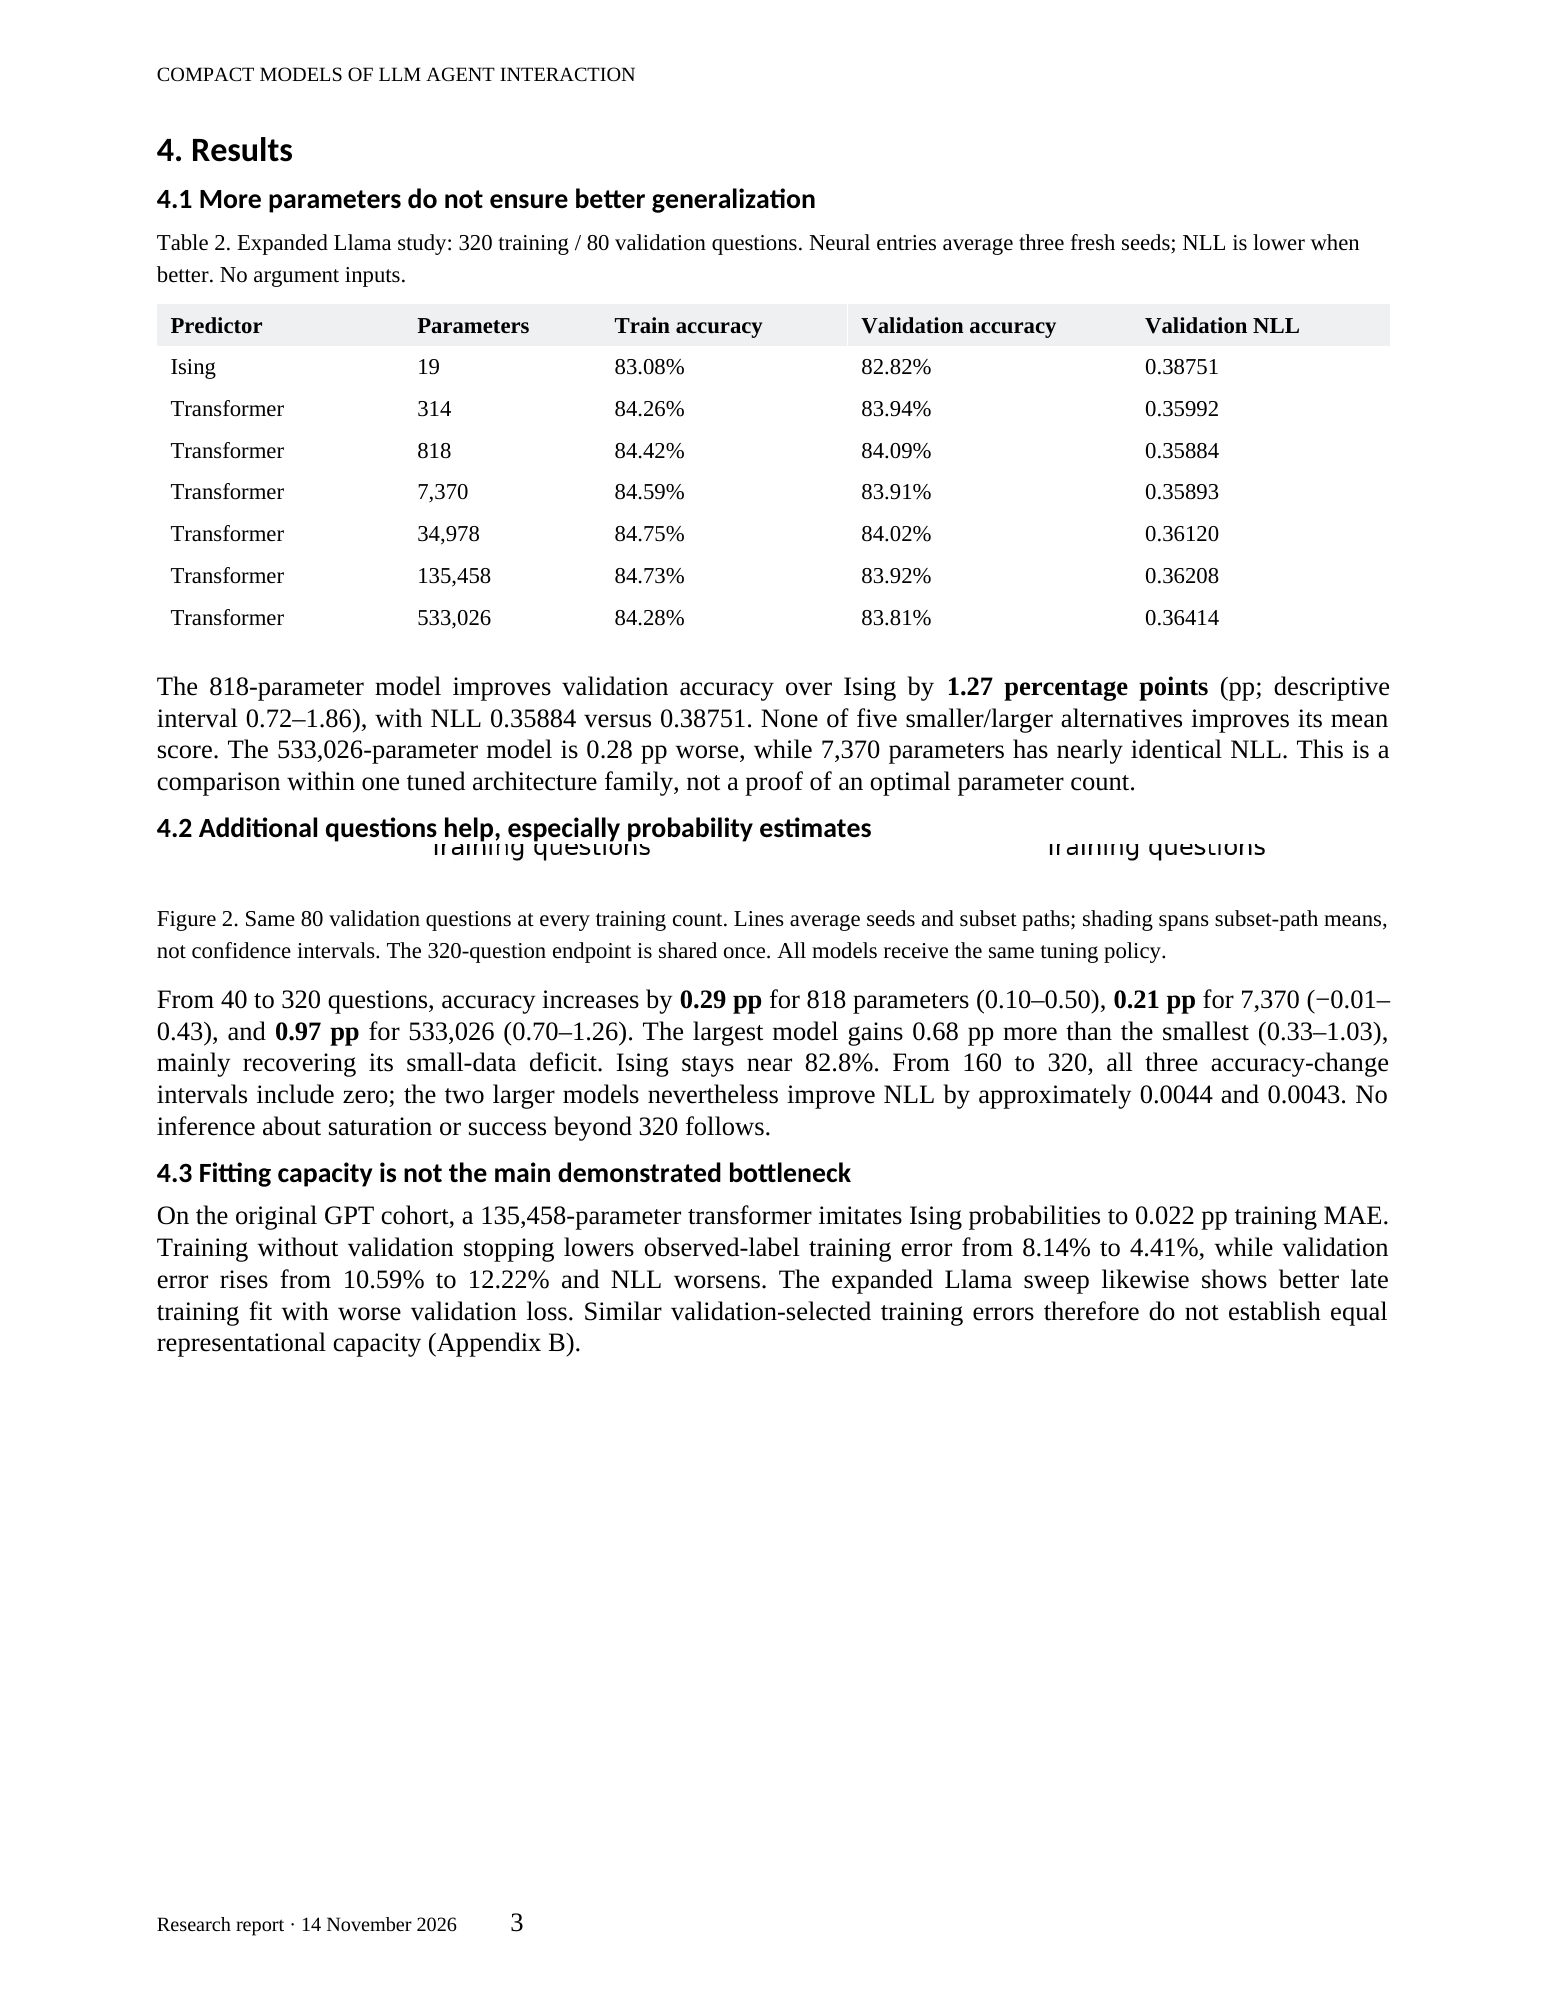 COMPACT MODELS OF LLM AGENT INTERACTION
4. Results
4.1 More parameters do not ensure better generalization
Table 2. Expanded Llama study: 320 training / 80 validation questions. Neural entries average three fresh seeds; NLL is lower when
better. No argument inputs.
Predictor Parameters Train accuracy Validation accuracy Validation NLL
Ising 19 83.08% 82.82% 0.38751
Transformer 314 84.26% 83.94% 0.35992
Transformer 818 84.42% 84.09% 0.35884
Transformer 7,370 84.59% 83.91% 0.35893
Transformer 34,978 84.75% 84.02% 0.36120
Transformer 135,458 84.73% 83.92% 0.36208
Transformer 533,026 84.28% 83.81% 0.36414
The 818-parameter model improves validation accuracy over Ising by 1.27 percentage points (pp; descriptive
interval 0.72–1.86), with NLL 0.35884 versus 0.38751. None of five smaller/larger alternatives improves its mean
score. The 533,026-parameter model is 0.28 pp worse, while 7,370 parameters has nearly identical NLL. This is a
comparison within one tuned architecture family, not a proof of an optimal parameter count.
4.2 Additional questions help, especially probability estimates
Training questions Training questions
Figure 2. Same 80 validation questions at every training count. Lines average seeds and subset paths; shading spans subset-path means,
not confidence intervals. The 320-question endpoint is shared once. All models receive the same tuning policy.
From 40 to 320 questions, accuracy increases by 0.29 pp for 818 parameters (0.10–0.50), 0.21 pp for 7,370 (−0.01–
0.43), and 0.97 pp for 533,026 (0.70–1.26). The largest model gains 0.68 pp more than the smallest (0.33–1.03),
mainly recovering its small-data deficit. Ising stays near 82.8%. From 160 to 320, all three accuracy-change
intervals include zero; the two larger models nevertheless improve NLL by approximately 0.0044 and 0.0043. No
inference about saturation or success beyond 320 follows.
4.3 Fitting capacity is not the main demonstrated bottleneck
On the original GPT cohort, a 135,458-parameter transformer imitates Ising probabilities to 0.022 pp training MAE.
Training without validation stopping lowers observed-label training error from 8.14% to 4.41%, while validation
error rises from 10.59% to 12.22% and NLL worsens. The expanded Llama sweep likewise shows better late
training fit with worse validation loss. Similar validation-selected training errors therefore do not establish equal
representational capacity (Appendix B).
Research report · 14 November 2026 3